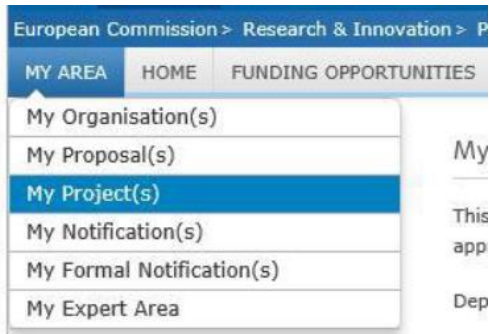 European Commission > Research & Innovation > P
MY AREA HOME FUNDING OPPORTUNITIES
My Organisation(s)
My Proposal(s)
My Project(s)
My Notification(s)
My Formal Notification(s)
My Expert Area
My
This
app
Dep